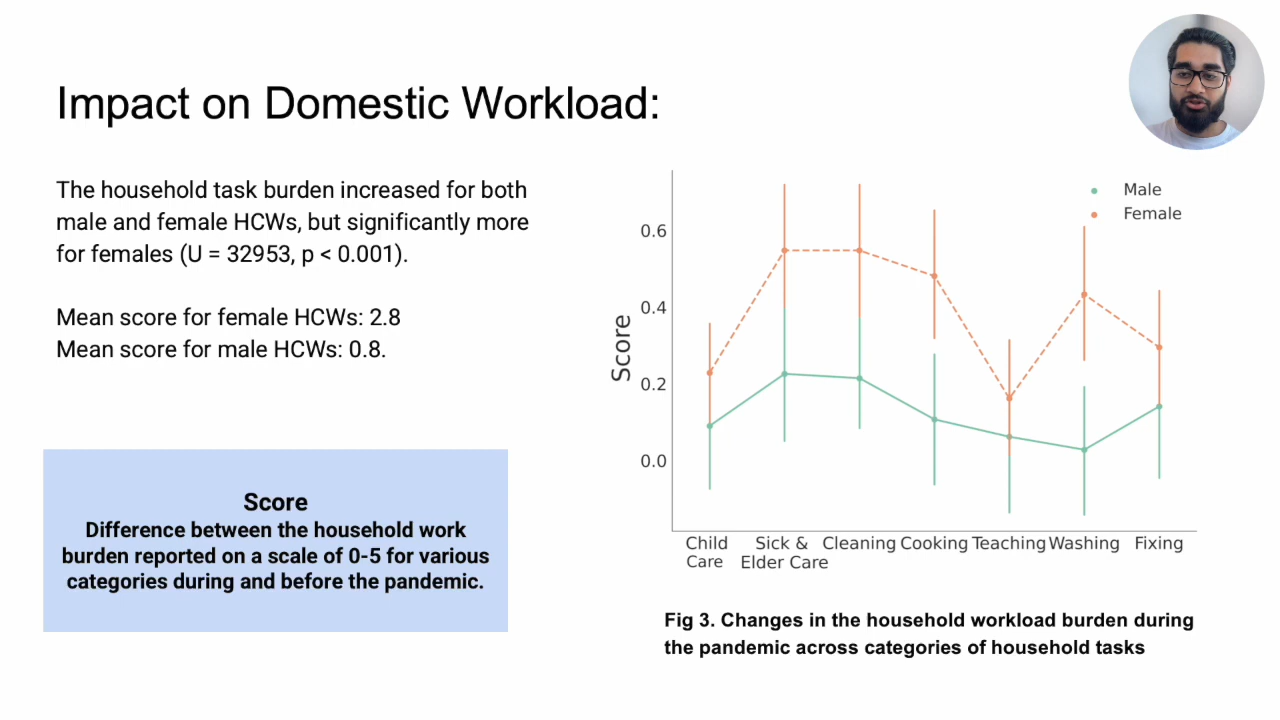 Impact on Domestic Workload:
The household task burden increased for both
male and female HCWs, but significantly more
for females (U = 32953, p < 0.001).
Mean score for female HCWs: 2.8
Mean score for male HCWs: 0.8.
Score
Difference between the household work
burden reported on a scale of 0-5 for various
categories during and before the pandemic.
Male
Female
Score
0.6
0.4
0.2
0.0
Child Care
Sick & Elder Care
Cleaning
Cooking
Teaching
Washing
Fixing
Fig 3. Changes in the household workload burden during
the pandemic across categories of household tasks